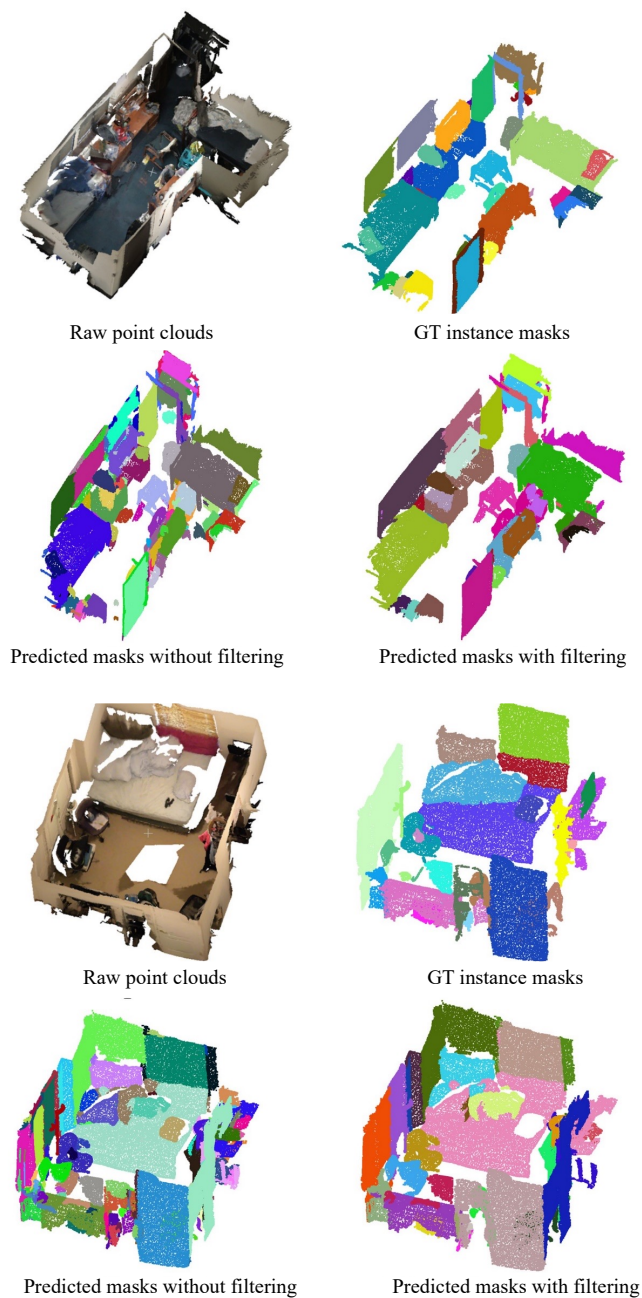 Raw point clouds
GT instance masks
Predicted masks without filtering
Predicted masks with filtering
Raw point clouds
GT instance masks
Predicted masks without filtering
Predicted masks with filtering